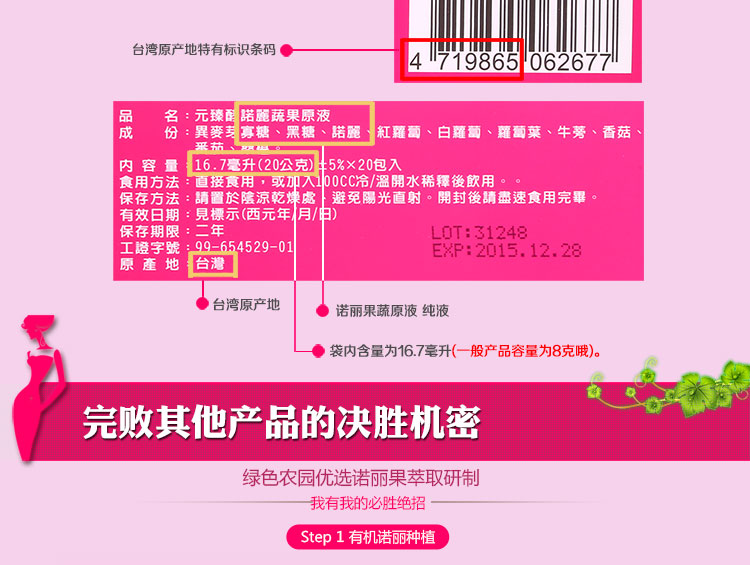 台湾原产地特有标识条码
4 719865 062677
品 名：元臻酵諾麗蔬果原液
成 份：異麥芽寡糖、黑糖、諾麗、紅蘿蔔、白蘿蔔、蘿蔔葉、牛蒡、香菇、
番茄、
内 容 量：16.7毫升(20公克)±5%×20包入
食用方法：直接食用，或加入100CC冷/溫開水稀釋後飲用。。
保存方法：請置於陰涼乾燥處、避免陽光直射。開封後請盡速食用完畢。
有效日期：見標示(西元年/月/日)
保存期限：二年
工證字號：99-654529-01
原 產 地：台灣
LOT:31248
EXP:2015.12.28
台湾原产地
诺丽果蔬原液 纯液
袋内含量为16.7毫升(一般产品容量为8克哦)。
完败其他产品的决胜机密
绿色农园优选诺丽果萃取研制
我有我的必胜绝招
Step 1 有机诺丽种植